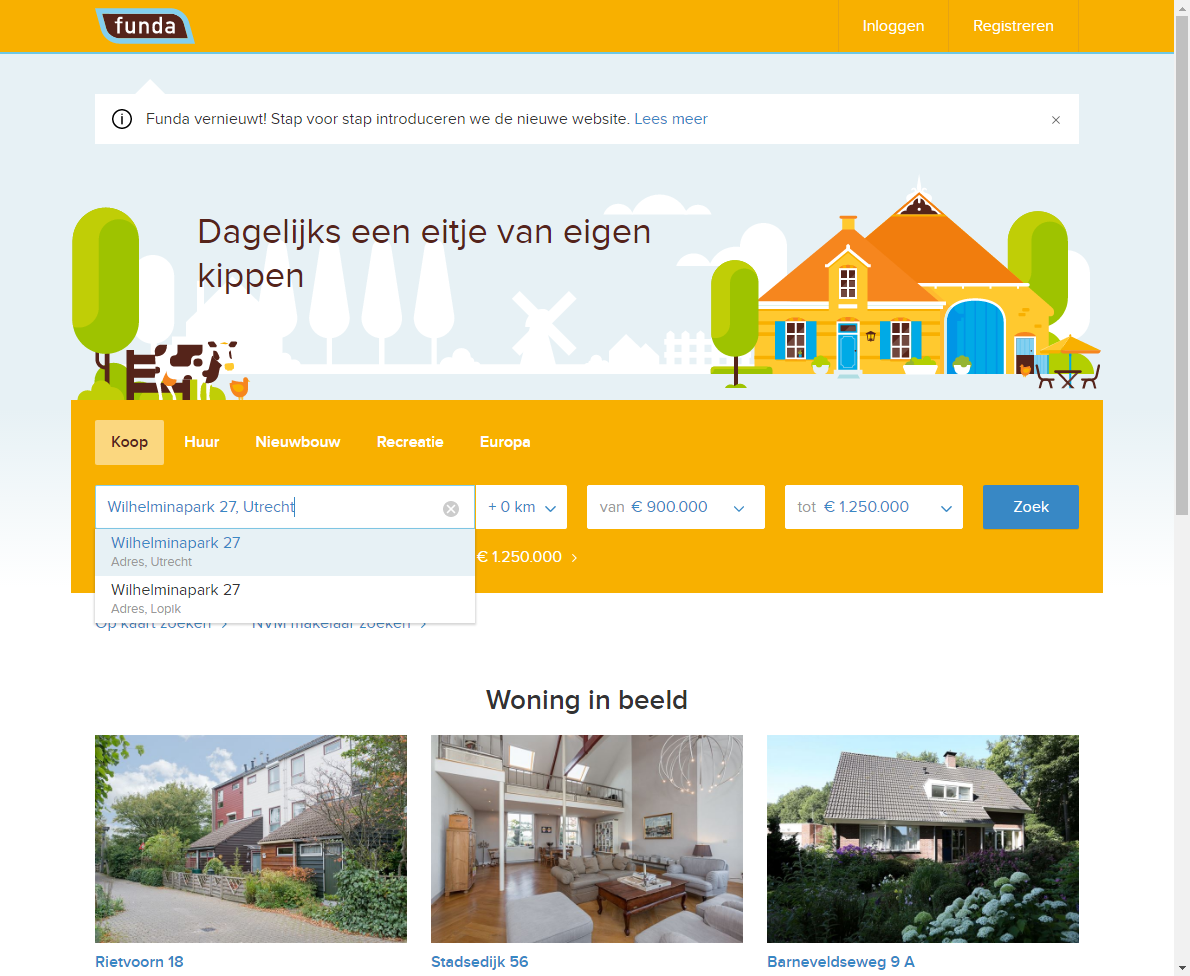 funda
Inloggen
Registreren
Funda vernieuwt! Stap voor stap introduceren we de nieuwe website. Lees meer
Dagelijks een eitje van eigen
kippen
Koop
Huur
Nieuwbouw
Recreatie
Europa
Wilhelminapark 27, Utrecht
+ 0 km
van € 900.000
tot € 1.250.000
Zoek
Wilhelminapark 27
Adres, Utrecht
€ 1.250.000
Wilhelminapark 27
Adres, Lopik
Op kaart zoeken
NVM makelaar zoeken
Woning in beeld
Rietvoorn 18
Stadsedijk 56
Barneveldseweg 9 A